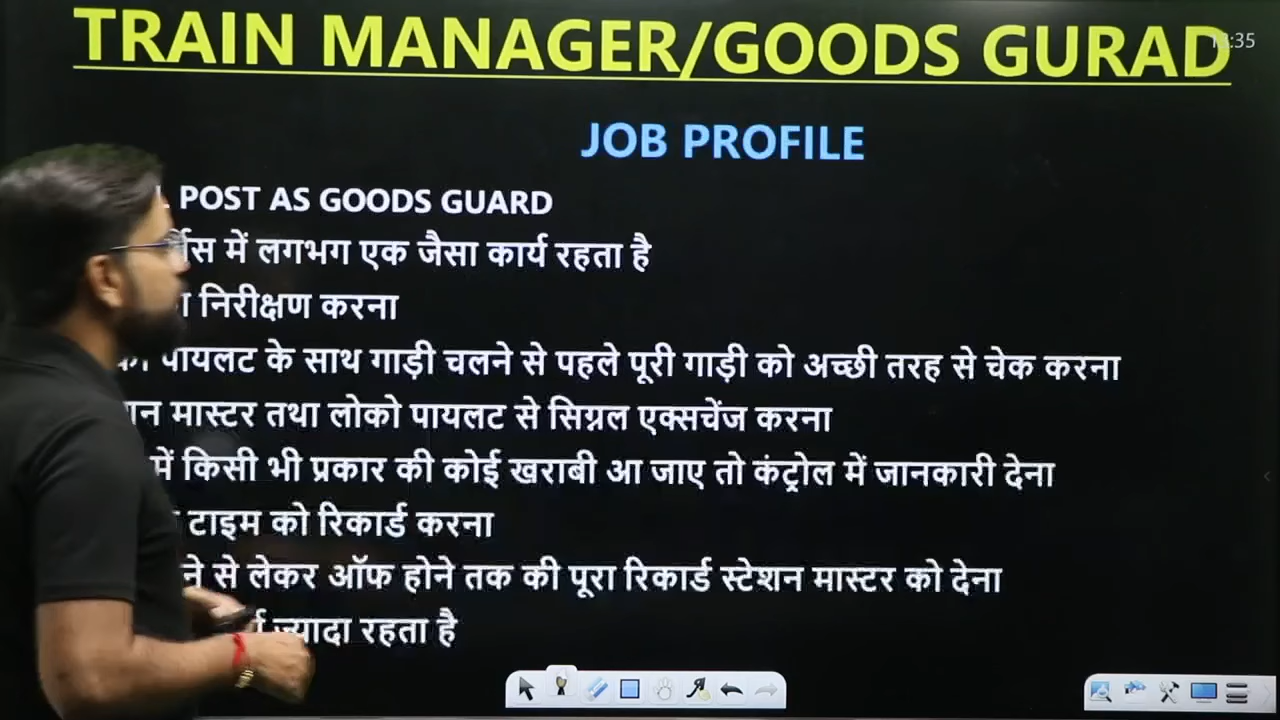 TRAIN MANAGER/GOODS GURAD
JOB PROFILE
POST AS GOODS GUARD
में लगभग एक जैसा कार्य रहता है
निरीक्षण करना
पायलट के साथ गाड़ी चलने से पहले पूरी गाड़ी को अच्छी तरह से चेक करना
मास्टर तथा लोको पायलट से सिग्नल एक्सचेंज करना
में किसी भी प्रकार की कोई खराबी आ जाए तो कंट्रोल में जानकारी देना
टाइम को रिकार्ड करना
से लेकर ऑफ होने तक की पूरा रिकार्ड स्टेशन मास्टर को देना
ज्यादा रहता है